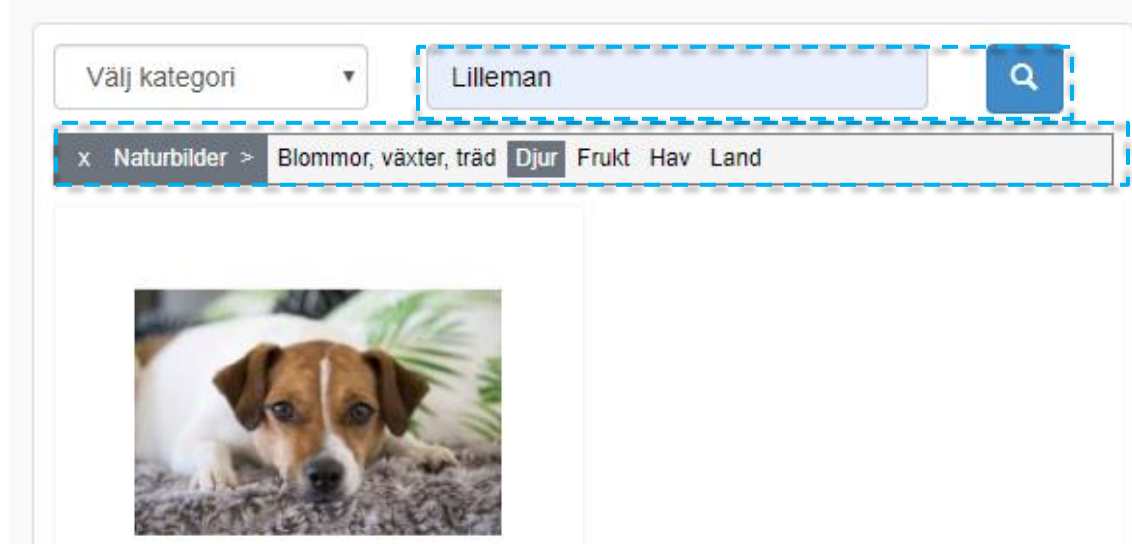 Välj kategori Lilleman
x Naturbilder > Blommor, växter, träd Djur Frukt Hav Land